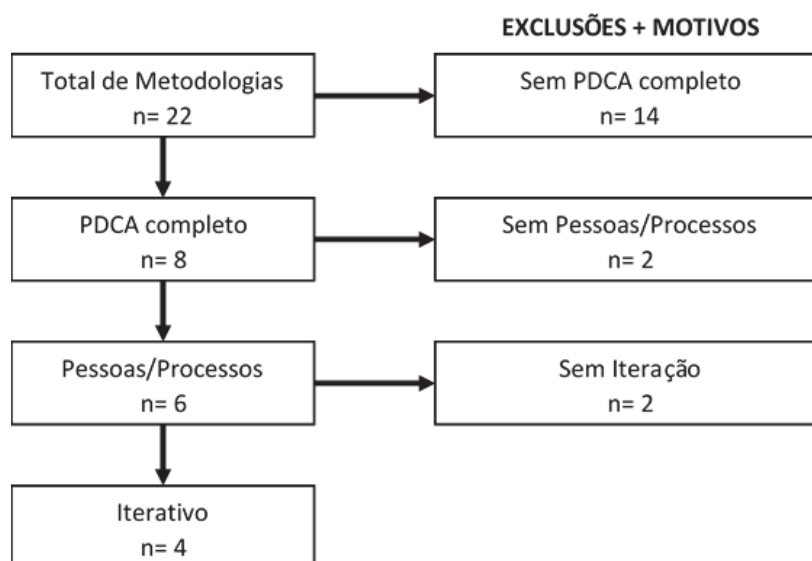 EXCLUSÕES + MOTIVOS
Total de Metodologias
n= 22
Sem PDCA completo
n= 14
PDCA completo
n= 8
Sem Pessoas/Processos
n= 2
Pessoas/Processos
n= 6
Sem Iteração
n= 2
Iterativo
n= 4